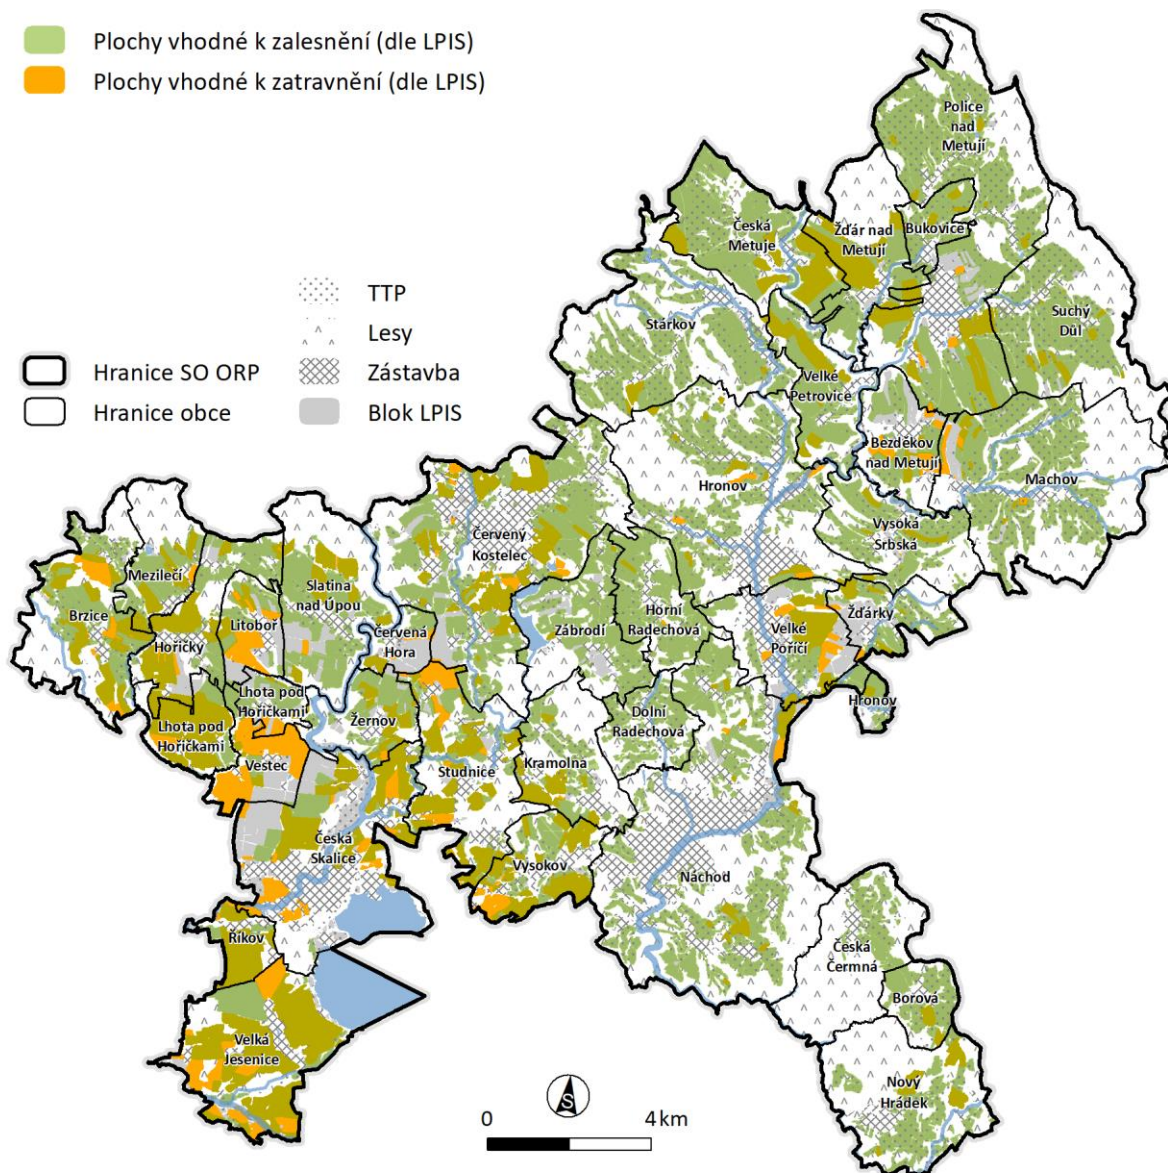 Plochy vhodné k zalesnění (dle LPIS)
Plochy vhodné k zatravnění (dle LPIS)
TTP
Lesy
Hranice SO ORP
Zástavba
Hranice obce
Blok LPIS
Police
nad
Metují
Česká
Metuje
Žďár nad
Metují
Bukovice
Stárkov
Suchý
Důl
Velké
Petrovice
Bezděkov
nad Metují
Hronov
Machov
Červený
Kostelec
Vysoká
Srbská
Mezilečí
Slatina
nad Úpou
Brzice
Litoboř
Hořičky
Červená
Hora
Zábrodí
Horní
Radechová
Velké
Poříčí
Žďárky
Lhota pod
Hořičkami
Hronov
Lhota pod
Hořičkami
Žernov
Dolní
Radechová
Vestec
Studnice
Kramolna
Česká
Skalice
Vysokov
Náchod
Říkov
Česká
Čermná
Borová
Velká
Jesenice
Nový
Hrádek
S
0
4 km